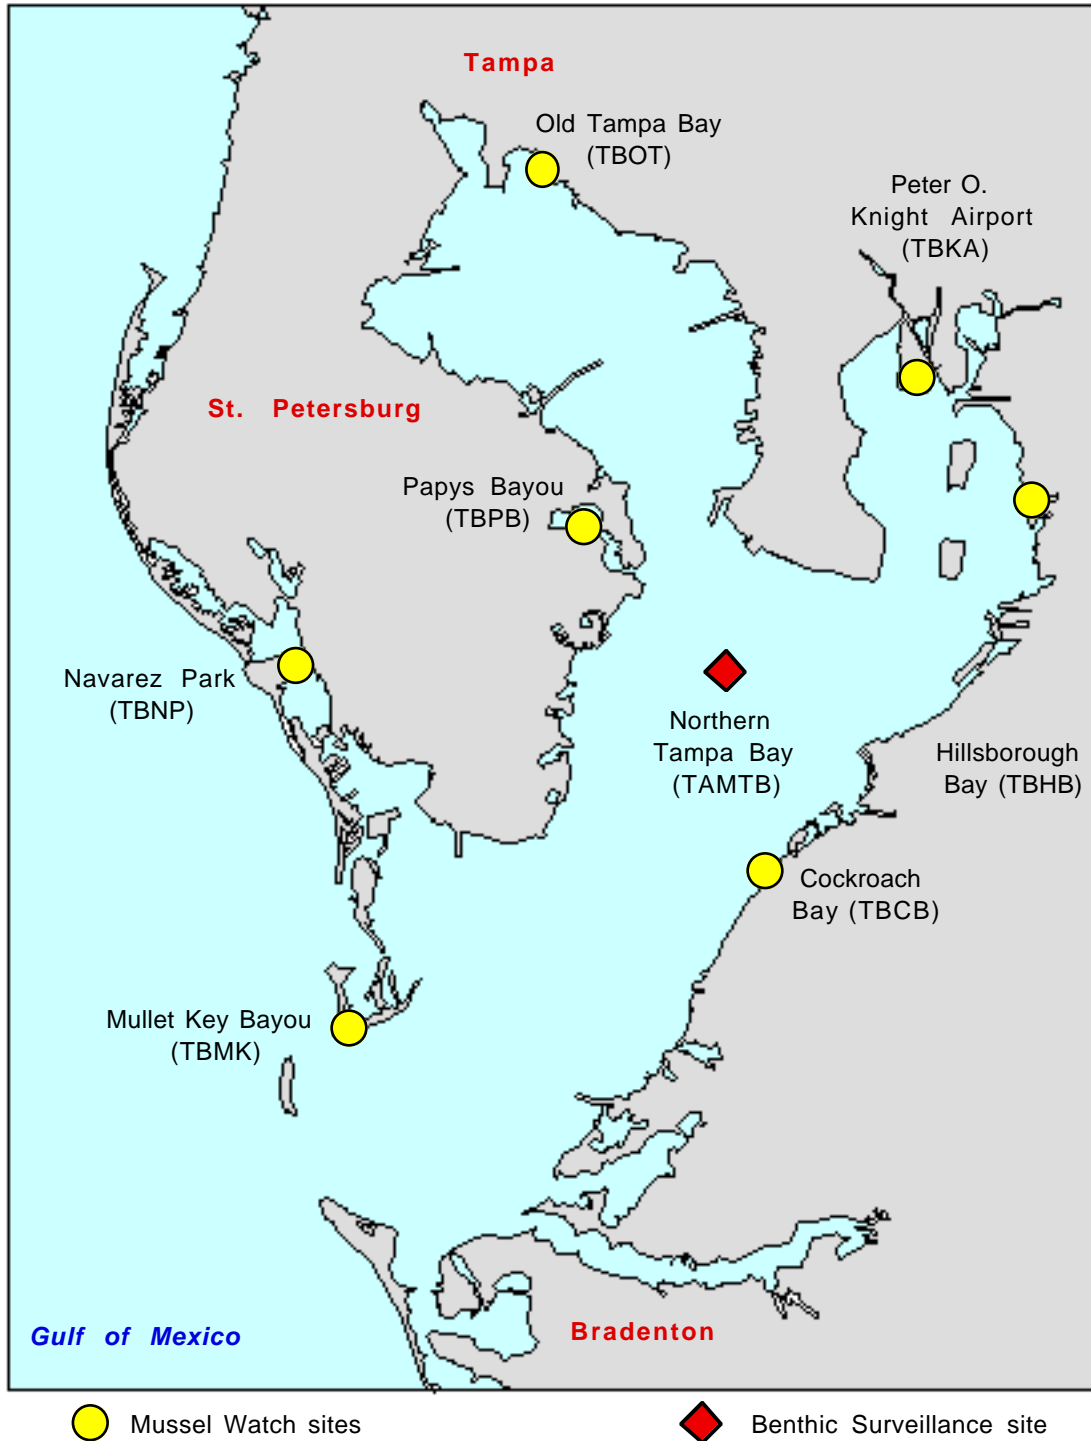 Tampa
Old Tampa Bay
(TBOT)
Peter O.
Knight Airport
(TBKA)
St. Petersburg
Papys Bayou
(TBPB)
Navarez Park
(TBNP)
Northern
Tampa Bay
(TAMTB)
Hillsborough
Bay (TBHB)
Cockroach
Bay (TBCB)
Mullet Key Bayou
(TBMK)
Gulf of Mexico
Bradenton
Mussel Watch sites
Benthic Surveillance site